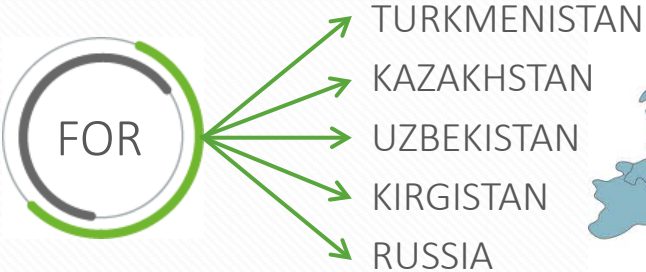 FOR
TURKMENISTAN
KAZAKHSTAN
UZBEKISTAN
KIRGISTAN
RUSSIA